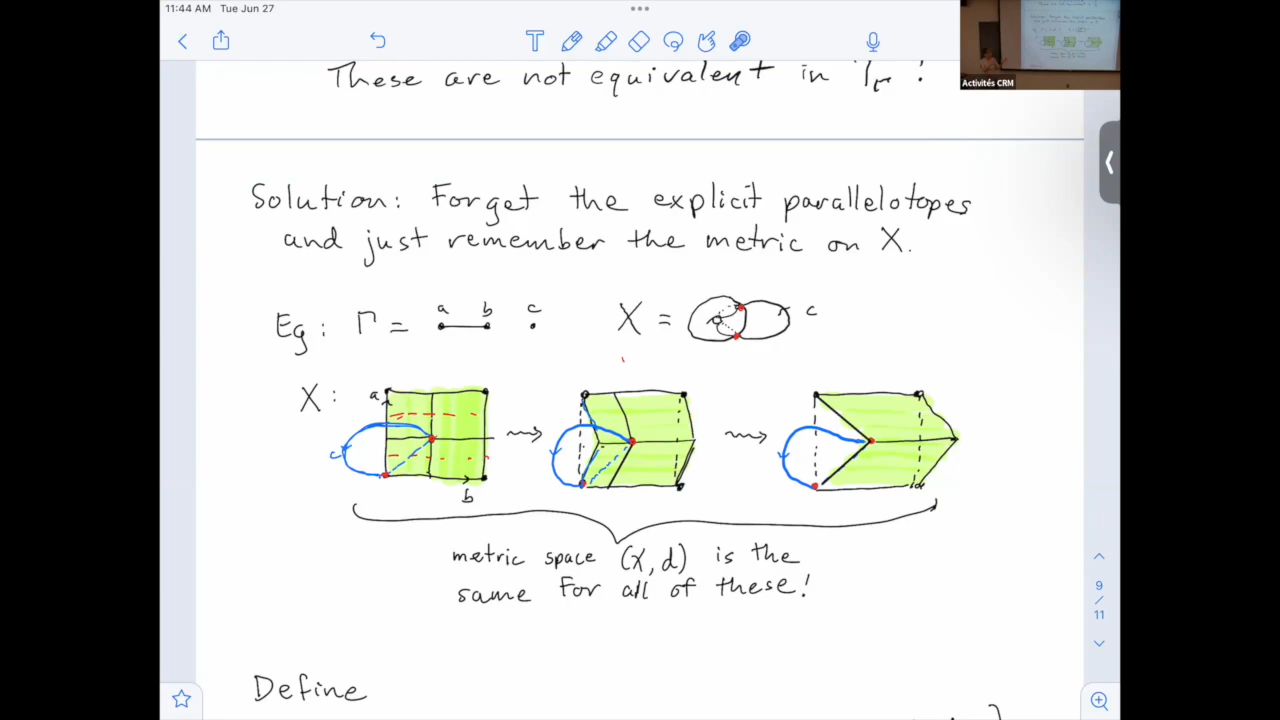 11:44 AM Tue Jun 27
Activités CRM
These are not equivalent in
Solution: Forget the explicit parallelotopes
and just remember the metric on X.
Eg: Γ = a b c X = c
X:
a
c
b
metric space (X, d) is the
same for all of these!
9
/
11
Define